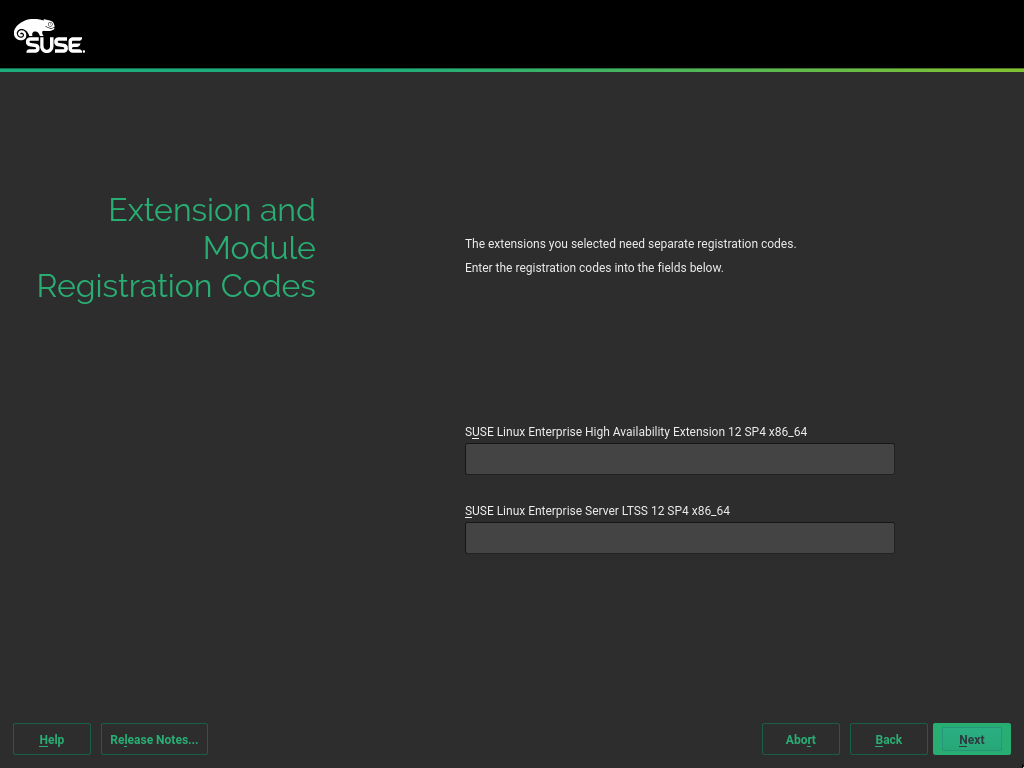 SUSE
Extension and
Module
Registration Codes
The extensions you selected need separate registration codes.
Enter the registration codes into the fields below.
SUSE Linux Enterprise High Availability Extension 12 SP4 x86_64
SUSE Linux Enterprise Server LTSS 12 SP4 x86_64
Help
Release Notes...
Abort
Back
Next